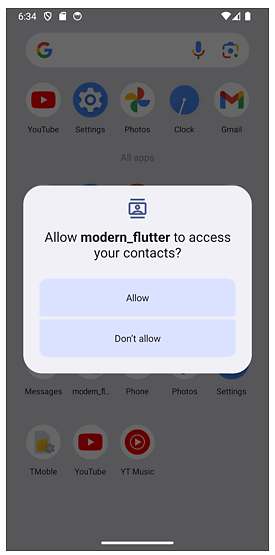 6:34
YouTube
Settings
Photos
Clock
Gmail
All apps
Allow modern_flutter to access
your contacts?
Allow
Don't allow
Messages
modern_fl...
Phone
Photos
Settings
TMoble
YouTube
YT Music